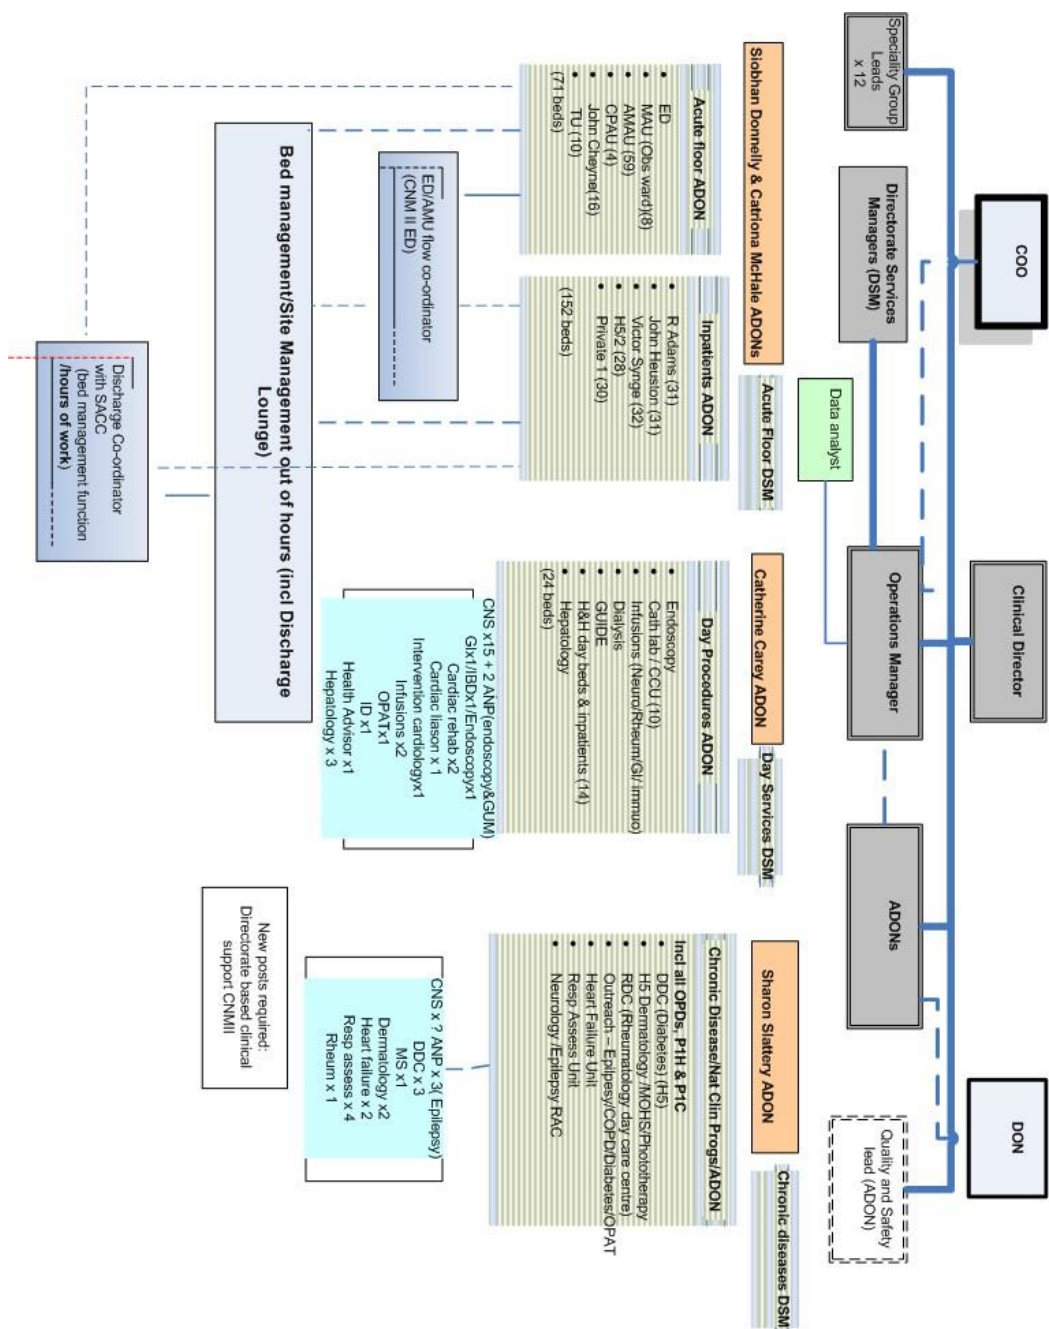 COO
Clinical Director
DON
Speciality Group
Leads
x 12
Directorate Services
Managers (DSM)
Operations Manager
ADONs
Quality and Safety
lead (ADON)
Data analyst
Siobhan Donnelly & Catriona McHale ADONs
Acute Floor DSM
Catherine Carey ADON
Day Services DSM
Sharon Slattery ADON
Chronic diseases DSM
Acute floor ADON
• ED
• MAU (Obs ward)(8)
• AMAU (59)
• CPAU (4)
• John Cheyne(16)
• TU (10)
(71 beds)
Inpatients ADON
• R Adams (31)
• John Heuston (31)
• Victor Synge (32)
• H5/2 (28)
• Private 1 (30)
(152 beds)
Day Procedures ADON
• Endoscopy
• Cath lab / CCU (10)
• Infusions (Neuro/Rheum/GI/ immuo)
• Dialysis
• GUIDE
• H&H day beds & inpatients (14)
• Hepatology
(24 beds)
Chronic Disease/Nat Clin Progs/ADON
Incl all OPDs, P1H & P1C
• DDC (Diabetes) (H5)
• H5 Dermatology /MOHS/Phototherapy
• RDC (Rheumatology day care centre)
• Outreach – Epilpesy/COPD/Diabetes/OPAT
• Heart Failure Unit
• Resp Assess Unit
• Neurology /Epilepsy RAC
ED/AMU flow co-ordinator
(CNM II ED)
CNS x15 + 2 ANP(endoscopy&GUM)
GIx1/IBDx1/Endoscopyx1
Cardiac rehab x2
Cardiac liason x 1
Intervention cardiologyx1
Infusions x2
OPATx1
ID x1
Health Advisor x1
Hepatology x 3
CNS x ? ANP x 3( Epilepsy)
DDC x 3
MS x1
Dermatology x2
Heart failure x 2
Resp assess x 4
Rheum x 1
Bed management/Site Management out of hours (incl Discharge
Lounge)
New posts required:
Directorate based clinical
support CNMII
Discharge Co-ordinator
with SACC
(bed management function
/hours of work)